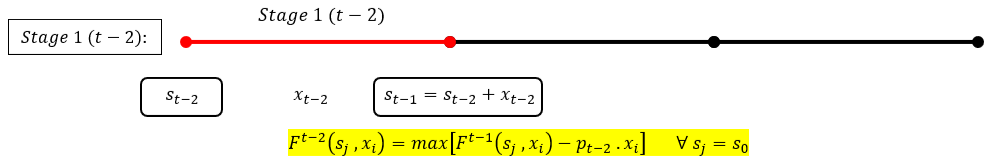 Stage 1 (t − 2)
Stage 1 (t − 2):
s_{t−2} x_{t−2} s_{t−1} = s_{t−2} + x_{t−2}
F^{t−2}(s_j , x_i) = max[F^{t−1}(s_j , x_i) − p_{t−2} . x_i] ∀ s_j = s_0